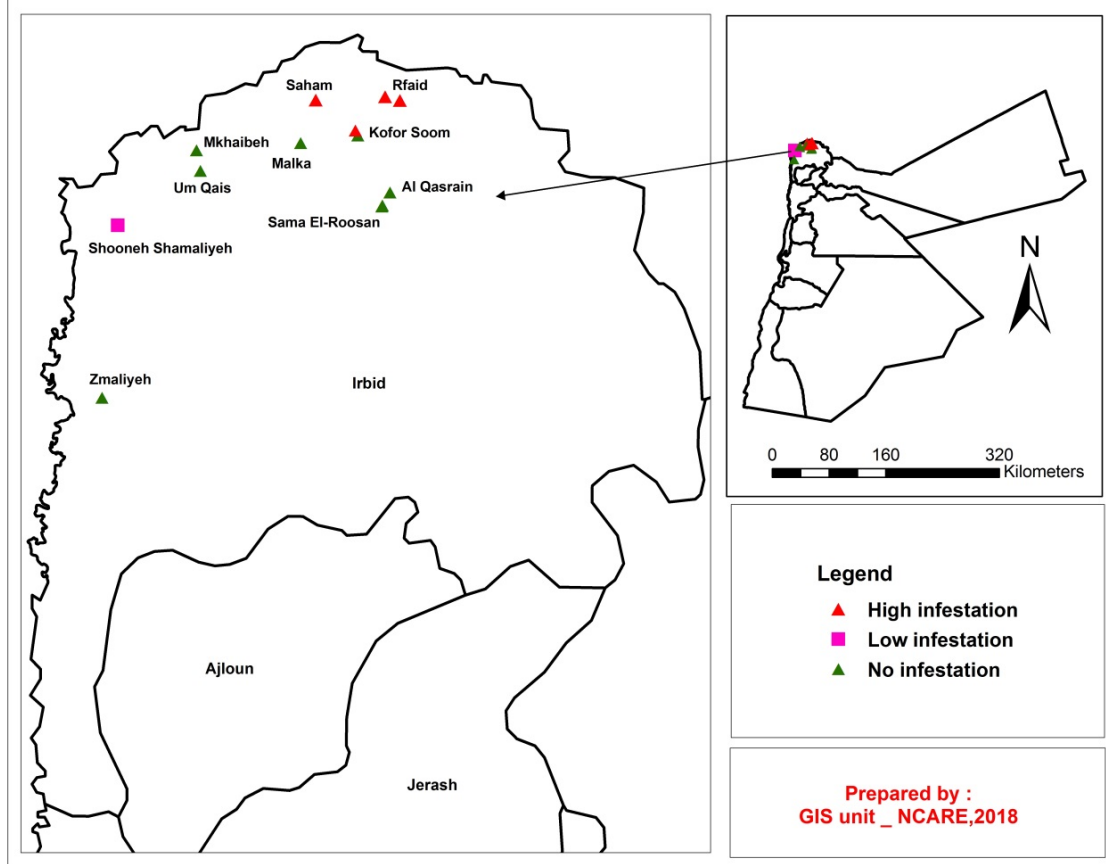 Saham
Rfaid
Kofor Soom
Mkhaibeh
Malka
Um Qais
Al Qasrain
Sama El-Roosan
Shooneh Shamaliyeh
Zmaliyeh
Irbid
Ajloun
Jerash
N
0 80 160 320
Kilometers
Legend
High infestation
Low infestation
No infestation
Prepared by :
GIS unit _ NCARE,2018